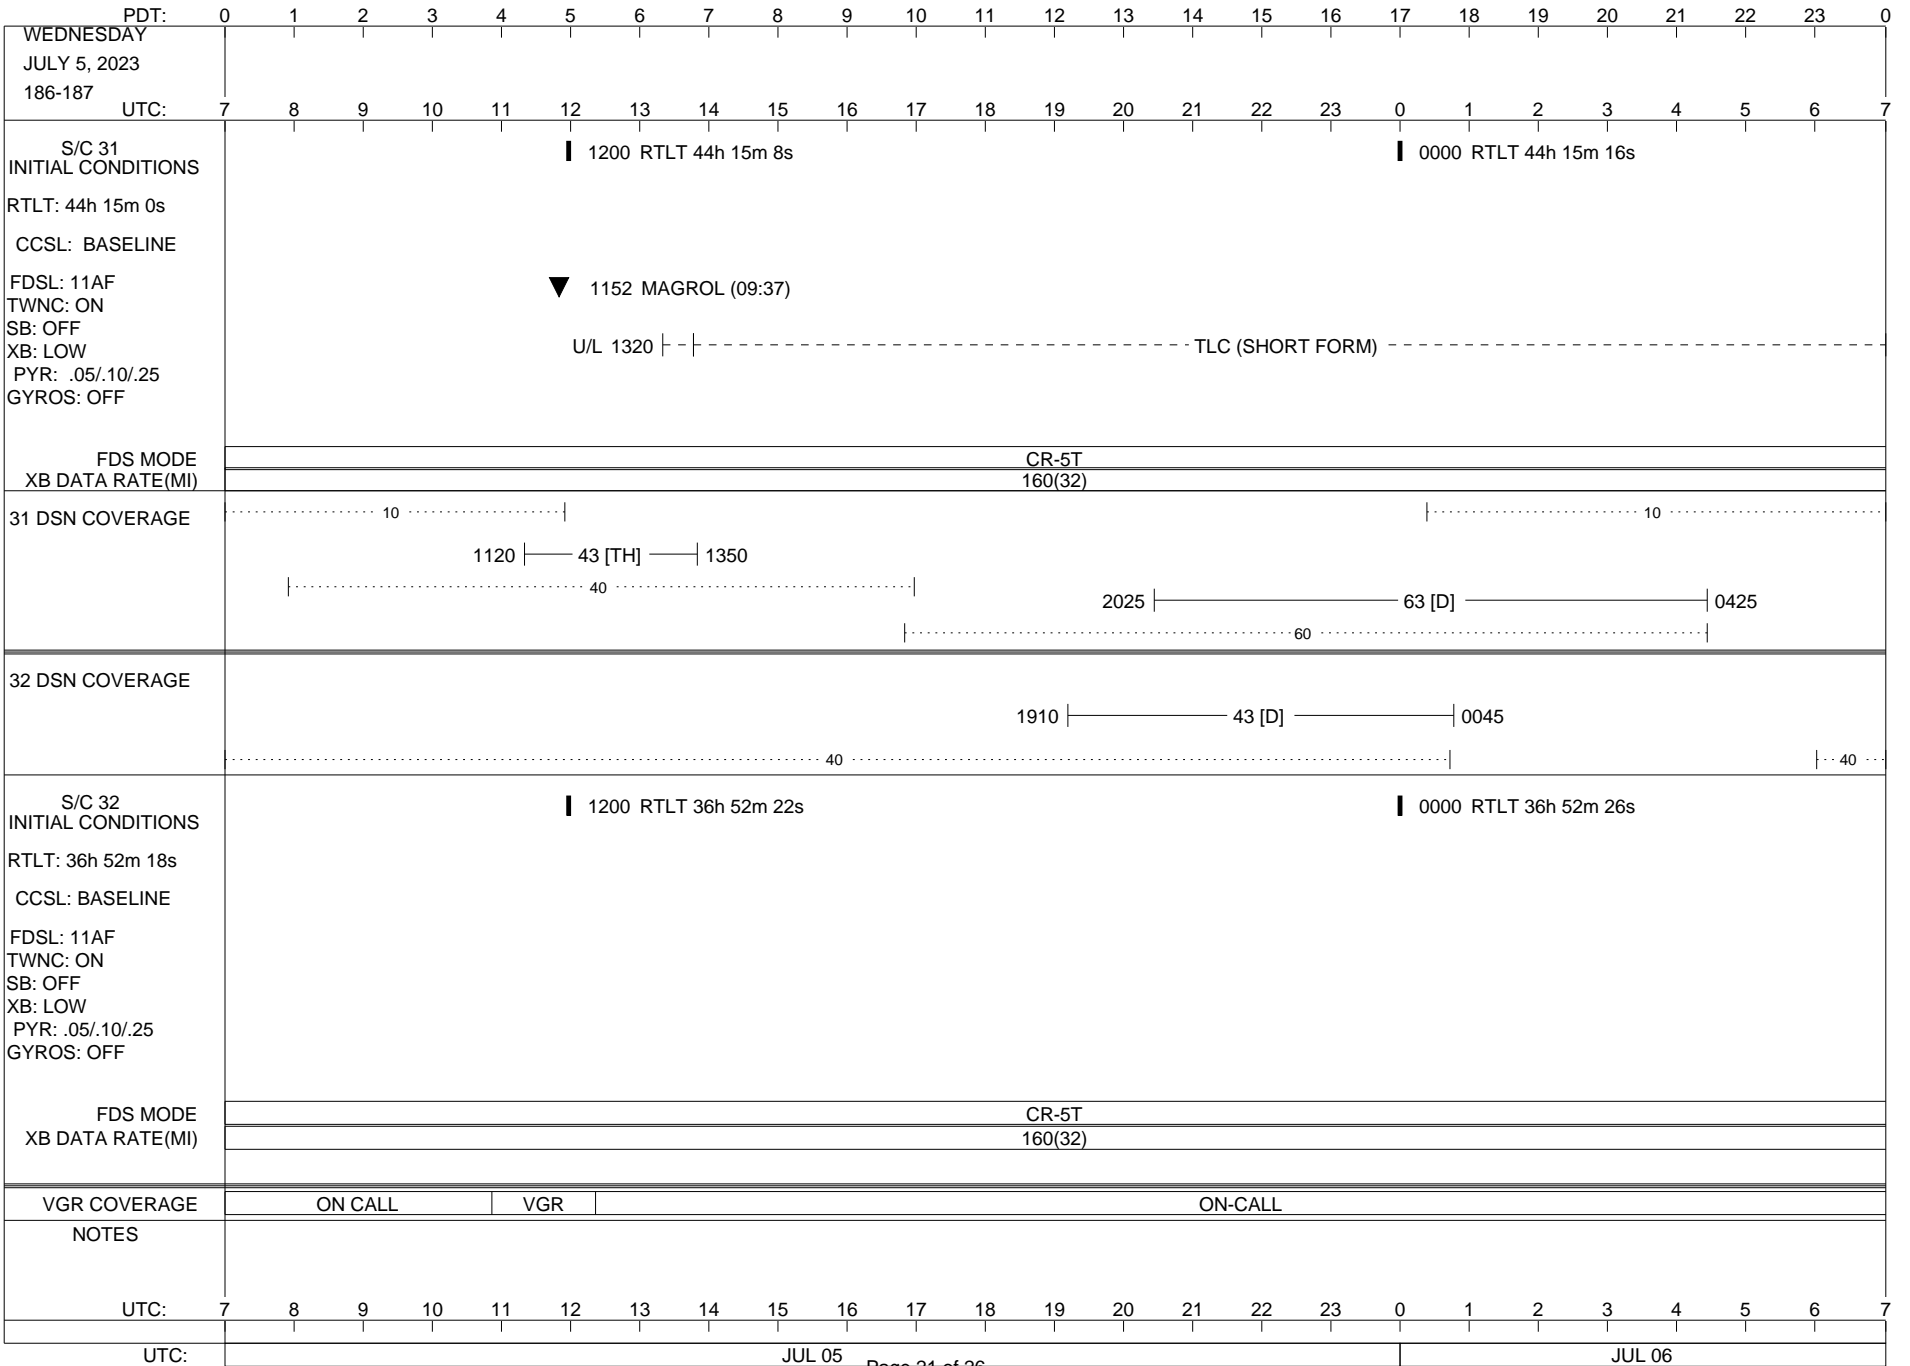 PDT: 0 1 2 3 4 5 6 7 8 9 10 11 12 13 14 15 16 17 18 19 20 21 22 23 0
WEDNESDAY
JULY 5, 2023
186-187
UTC: 7 8 9 10 11 12 13 14 15 16 17 18 19 20 21 22 23 0 1 2 3 4 5 6 7
S/C 31
INITIAL CONDITIONS
1200 RTLT 44h 15m 8s
0000 RTLT 44h 15m 16s
RTLT: 44h 15m 0s
CCSL: BASELINE
FDSL: 11AF
1152 MAGROL (09:37)
TWNC: ON
SB: OFF
XB: LOW
U/L 1320 TLC (SHORT FORM)
PYR: .05/.10/.25
GYROS: OFF
FDS MODE CR-5T
XB DATA RATE(MI) 160(32)
31 DSN COVERAGE
10 10
1120 43 [TH] 1350
40
2025 63 [D] 0425
60
32 DSN COVERAGE
1910 43 [D] 0045
40 40
S/C 32
INITIAL CONDITIONS
1200 RTLT 36h 52m 22s
0000 RTLT 36h 52m 26s
RTLT: 36h 52m 18s
CCSL: BASELINE
FDSL: 11AF
TWNC: ON
SB: OFF
XB: LOW
PYR: .05/.10/.25
GYROS: OFF
FDS MODE CR-5T
XB DATA RATE(MI) 160(32)
VGR COVERAGE ON CALL VGR ON-CALL
NOTES
UTC: 7 8 9 10 11 12 13 14 15 16 17 18 19 20 21 22 23 0 1 2 3 4 5 6 7
UTC: JUL 05 JUL 06
Page 21 of 26